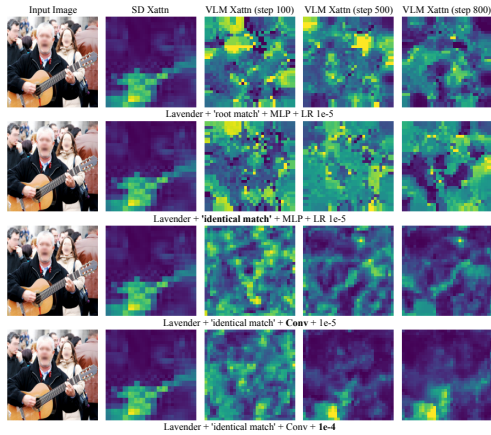 Input Image SD Xattn VLM Xattn (step 100) VLM Xattn (step 500) VLM Xattn (step 800)
Lavender + 'root match' + MLP + LR 1e-5
Lavender + 'identical match' + MLP + LR 1e-5
Lavender + 'identical match' + Conv + 1e-5
Lavender + 'identical match' + Conv + 1e-4